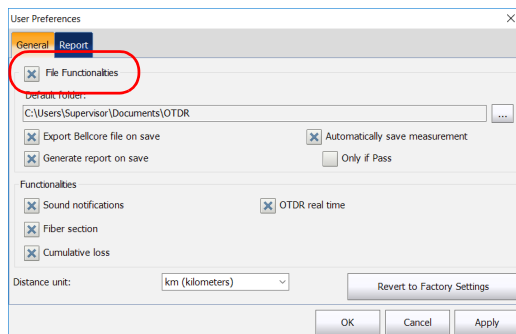 User Preferences
General Report
File Functionalities
Default folder:
C:\Users\Supervisor\Documents\OTDR
...
Export Bellcore file on save
Automatically save measurement
Generate report on save
Only if Pass
Functionalities
Sound notifications
OTDR real time
Fiber section
Cumulative loss
Distance unit:
km (kilometers)
Revert to Factory Settings
OK Cancel Apply